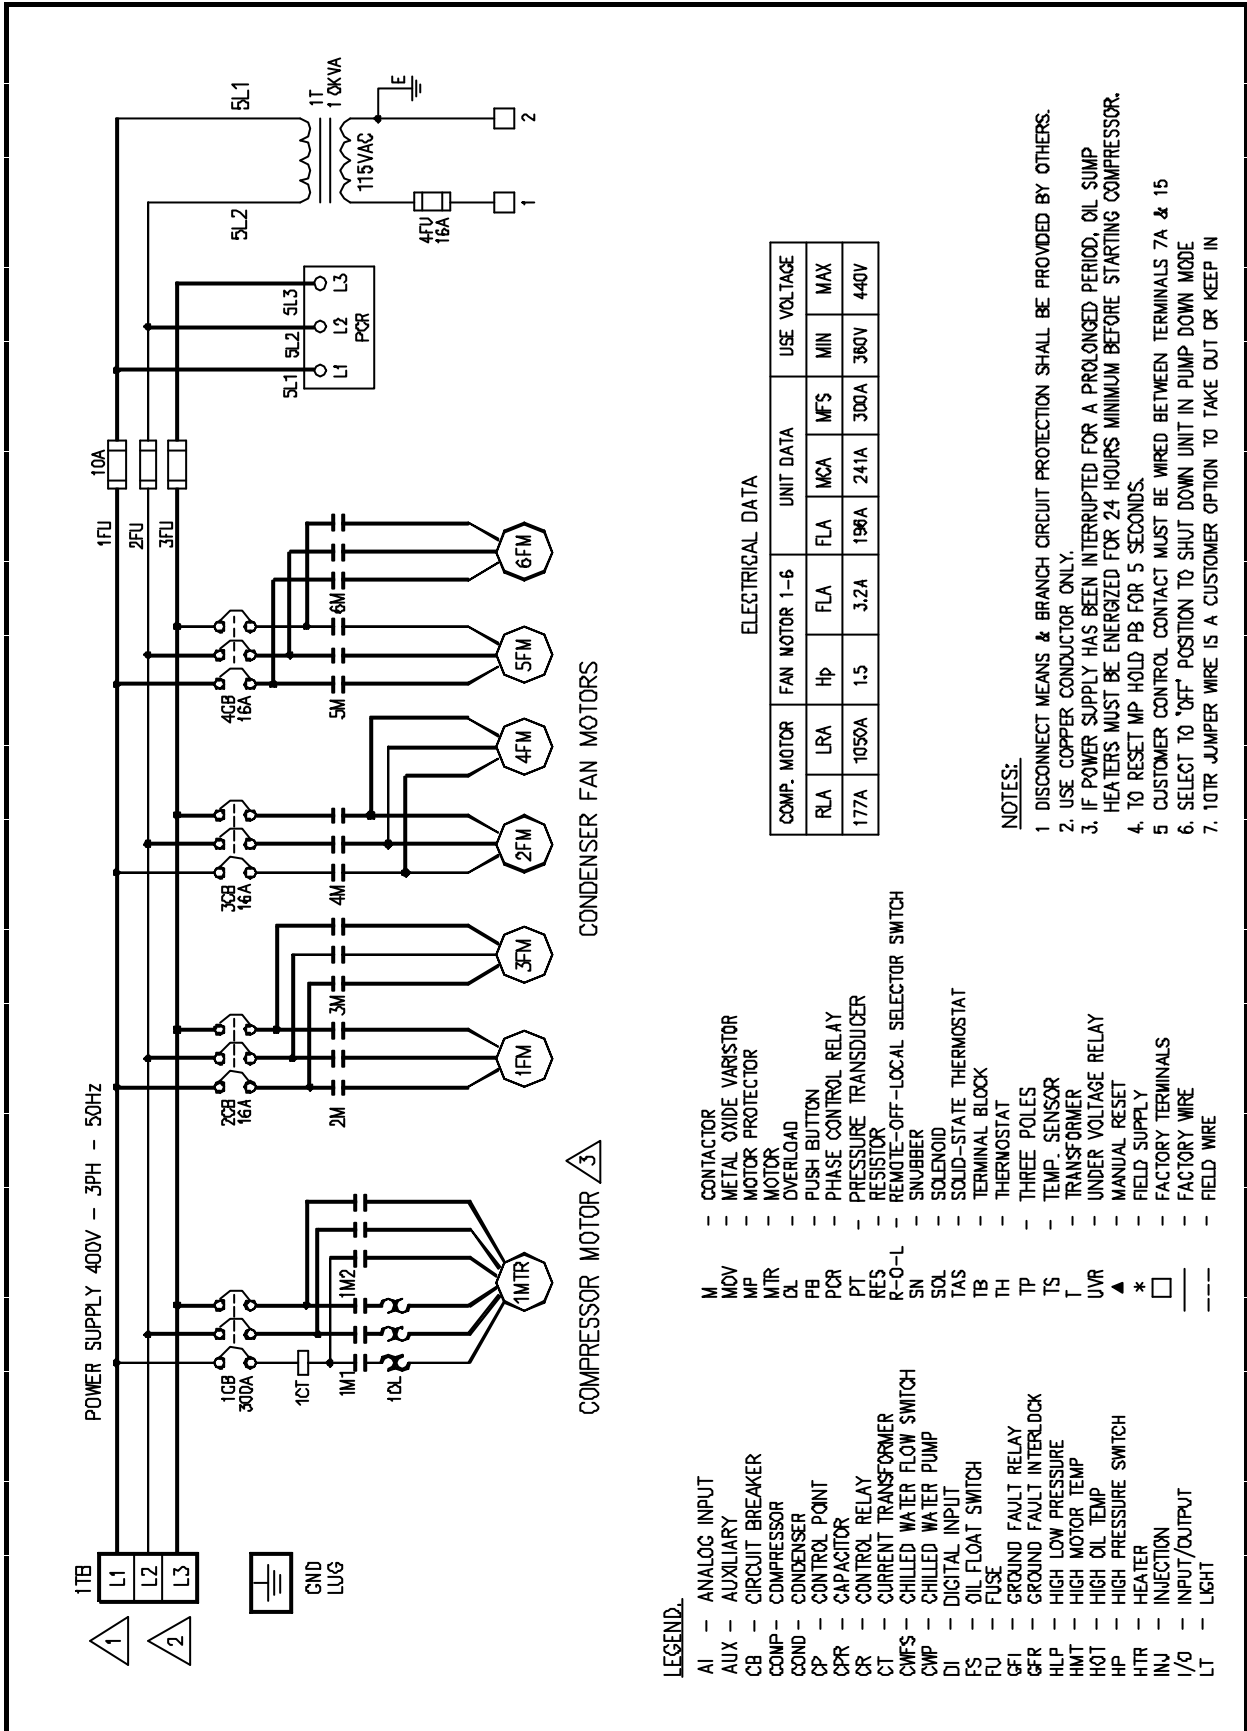 POWER SUPPLY 400V - 3PH - 50Hz
1TB
L1
L2
L3
1
2
GND
LUG
1CB
300A
1CT
1M1
1M2
1OL
1MTR
COMPRESSOR MOTOR
3
2CB
16A
2M
3M
1FM
3FM
3CB
16A
4M
2FM
4FM
4CB
16A
5M
6M
5FM
6FM
CONDENSER FAN MOTORS
1FU
2FU
3FU
10A
5L1
5L2
5L3
L1
L2
L3
PCR
5L2
5L1
1T
1 0KVA
115VAC
4FU
16A
E
1
2
LEGEND.
AI - ANALOG INPUT
AUX - AUXILIARY
CB - CIRCUIT BREAKER
COMP - COMPRESSOR
COND - CONDENSER
CP - CONTROL POINT
CPR - CAPACITOR
CR - CONTROL RELAY
CT - CURRENT TRANSFORMER
CWFS - CHILLED WATER FLOW SWITCH
CWP - CHILLED WATER PUMP
DI - DIGITAL INPUT
FS - OIL FLOAT SWITCH
FU - FUSE
GFI - GROUND FAULT RELAY
GFR - GROUND FAULT INTERLOCK
HLP - HIGH LOW PRESSURE
HMT - HIGH MOTOR TEMP
HOT - HIGH OIL TEMP
HP - HIGH PRESSURE SWITCH
HTR - HEATER
INJ - INJECTION
I/O - INPUT/OUTPUT
LT - LIGHT
M - CONTACTOR
MOV - METAL OXIDE VARISTOR
MP - MOTOR PROTECTOR
MTR - MOTOR
OL - OVERLOAD
PB - PUSH BUTTON
PCR - PHASE CONTROL RELAY
PT - PRESSURE TRANSDUCER
RES - RESISTOR
R-O-L - REMOTE-OFF-LOCAL SELECTOR SWITCH
SN - SNUBBER
SOL - SOLENOID
TAS - SOLID-STATE THERMOSTAT
TB - TERMINAL BLOCK
TH - THERMOSTAT
TP - THREE POLES
TS - TEMP. SENSOR
T - TRANSFORMER
UVR - UNDER VOLTAGE RELAY
▲ - MANUAL RESET
* - FIELD SUPPLY
□ - FACTORY TERMINALS
___ - FACTORY WIRE
--- - FIELD WIRE
ELECTRICAL DATA
COMP. MOTOR FAN MOTOR 1-6 UNIT DATA USE VOLTAGE
RLA LRA Hp FLA FLA MCA MFS MIN MAX
177A 1050A 1.5 3.2A 196A 241A 300A 360V 440V
NOTES:
1 DISCONNECT MEANS & BRANCH CIRCUIT PROTECTION SHALL BE PROVIDED BY OTHERS.
2. USE COPPER CONDUCTOR ONLY.
3. IF POWER SUPPLY HAS BEEN INTERRUPTED FOR A PROLONGED PERIOD, OIL SUMP
HEATERS MUST BE ENERGIZED FOR 24 HOURS MINIMUM BEFORE STARTING COMPRESSOR.
4. TO RESET MP HOLD PB FOR 5 SECONDS.
5 CUSTOMER CONTROL CONTACT MUST BE WIRED BETWEEN TERMINALS 7A & 15
6. SELECT TO 'OFF' POSITION TO SHUT DOWN UNIT IN PUMP DOWN MODE
7. 10TR JUMPER WIRE IS A CUSTOMER OPTION TO TAKE OUT OR KEEP IN